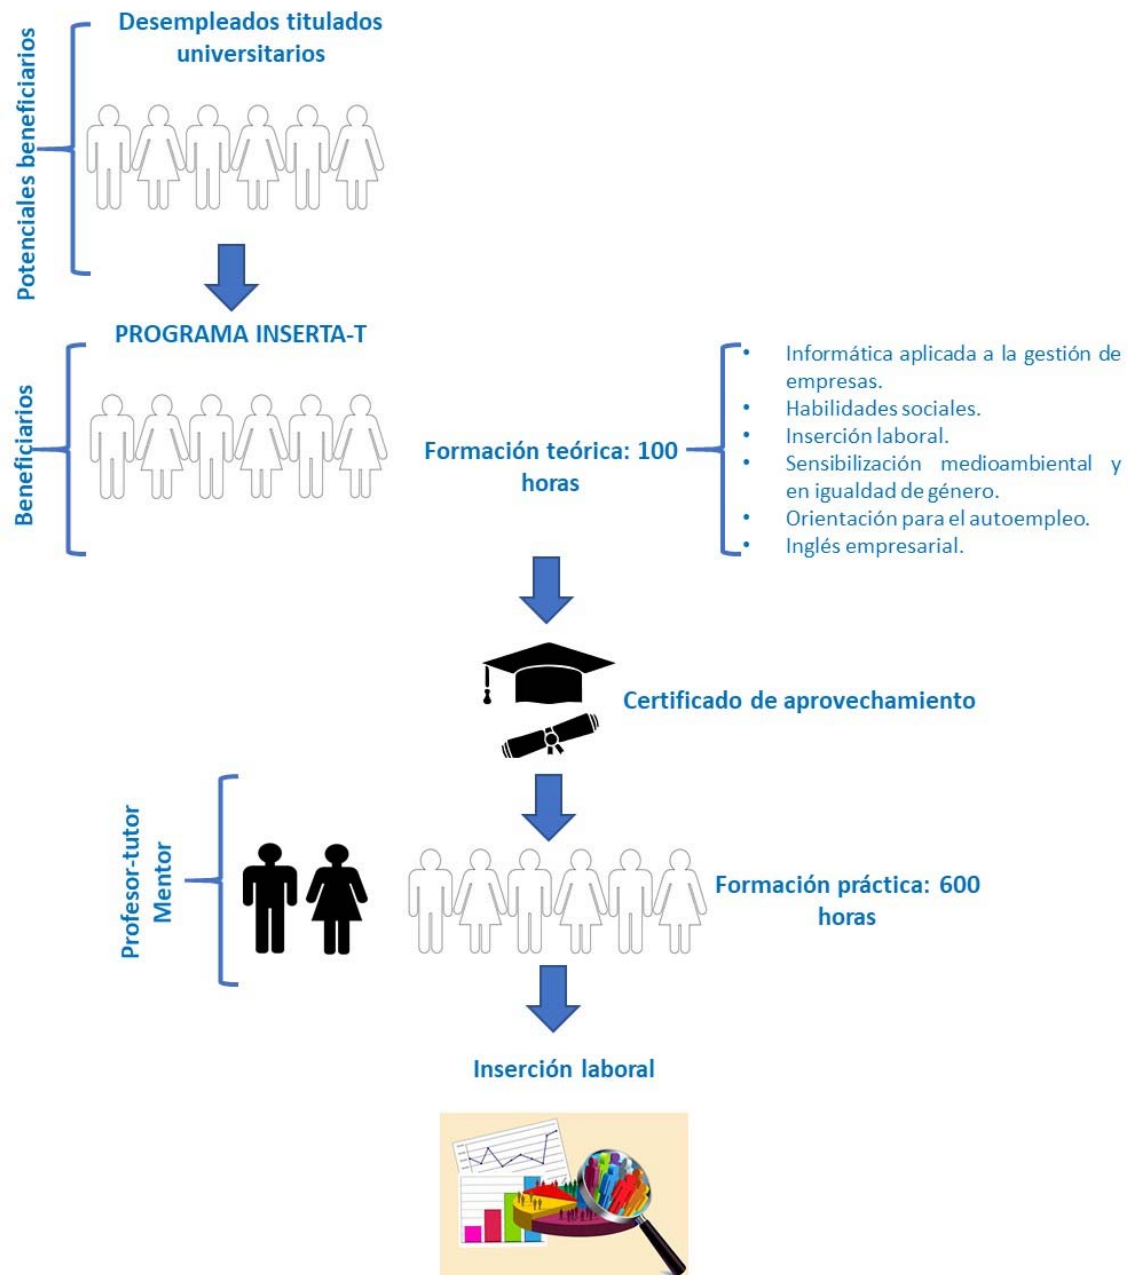 Potenciales beneficiarios
Desempleados titulados
universitarios
PROGRAMA INSERTA-T
Beneficiarios
Formación teórica: 100
horas
• Informática aplicada a la gestión de
empresas.
• Habilidades sociales.
• Inserción laboral.
• Sensibilización medioambiental y
en igualdad de género.
• Orientación para el autoempleo.
• Inglés empresarial.
Certificado de aprovechamiento
Profesor-tutor
Mentor
Formación práctica: 600
horas
Inserción laboral